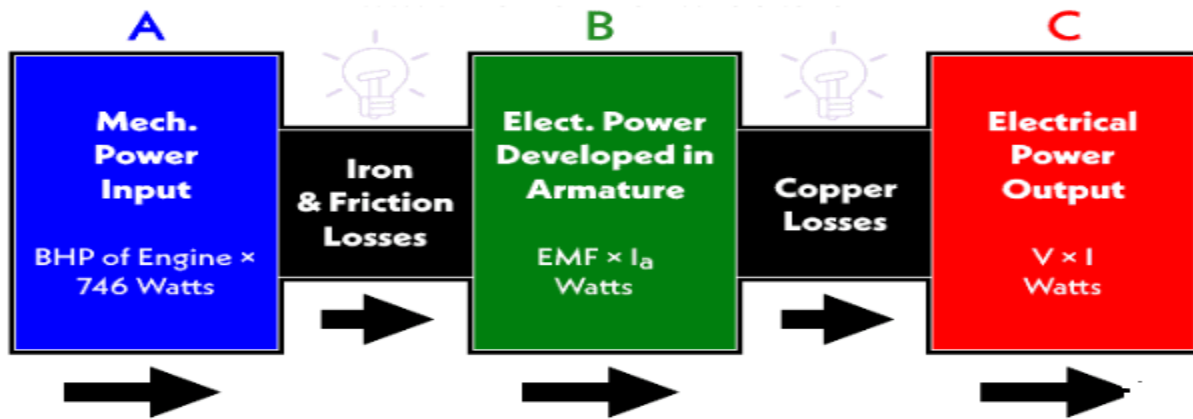 A
B
C
Mech.
Power
Input
BHP of Engine ×
746 Watts
Iron
& Friction
Losses
Elect. Power
Developed in
Armature
EMF × Iₐ
Watts
Copper
Losses
Electrical
Power
Output
V × I
Watts